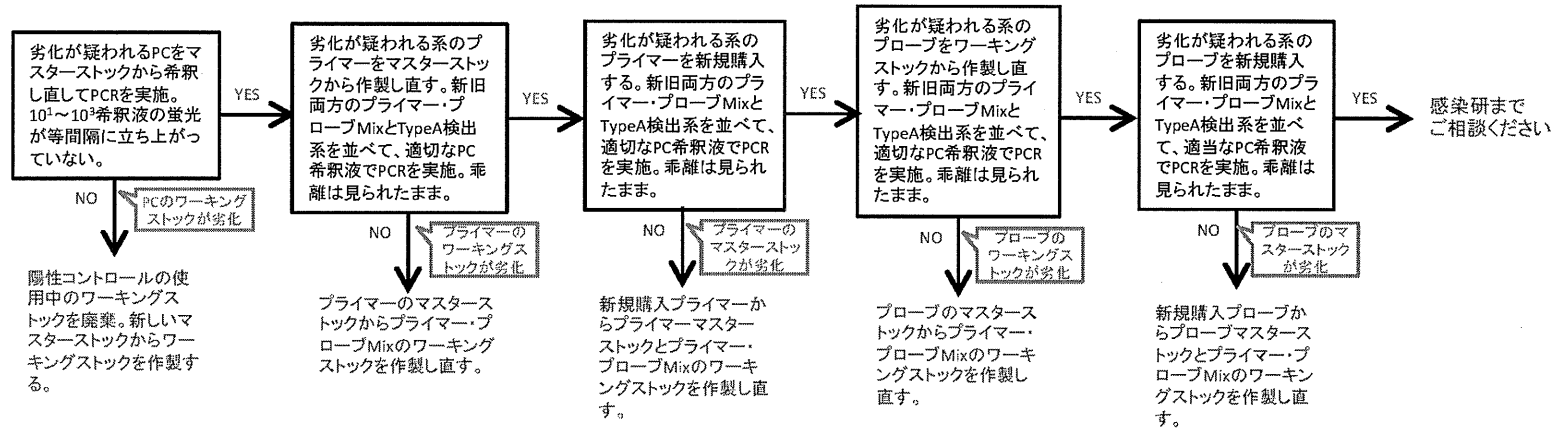 劣化が疑われるPCをマ
スターストックから希釈
し直してPCRを実施。
10¹～10³希釈液の蛍光
が等間隔に立ち上がっ
ていない。
YES
NO
PCのワーキング
ストックが劣化
陽性コントロールの使
用中のワーキングス
トックを廃棄。新しいマ
スターストックからワー
キングストックを作製す
る。
劣化が疑われる系のプ
ライマーをマスターストッ
クから作製し直す。新旧
両方のプライマー・プ
ローブMixとTypeA検出
系を並べて、適切なPC
希釈液でPCRを実施。乖
離は見られたまま。
YES
NO
プライマーの
ワーキングス
トックが劣化
プライマーのマスタース
トックからプライマー・プ
ローブMixのワーキング
ストックを作製し直す。
劣化が疑われる系の
プライマーを新規購入
する。新旧両方のプラ
イマー・プローブMixと
TypeA検出系を並べて、
適切なPC希釈液でPCR
を実施。乖離は見られ
たまま。
YES
NO
プライマーの
マスターストッ
クが劣化
新規購入プライマーか
らプライマーマスター
ストックとプライマー・
プローブMixのワーキ
ングストックを作製し直
す。
劣化が疑われる系の
プローブをワーキング
ストックから作製し直
す。新旧両方のプライ
マー・プローブMixと
TypeA検出系を並べて、
適切なPC希釈液でPCR
を実施。乖離は見られ
たまま。
YES
NO
プローブの
ワーキングス
トックが劣化
プローブのマスタース
トックからプライマー・
プローブMixのワーキ
ングストックを作製し
直す。
劣化が疑われる系の
プローブを新規購入す
る。新旧両方のプライ
マー・プローブMixと
TypeA検出系を並べ
て、適当なPC希釈液
でPCRを実施。乖離は
見られたまま。
YES
NO
プローブのマ
スターストック
が劣化
新規購入プローブか
らプローブマスタース
トックとプライマー・プ
ローブMixのワーキン
グストックを作製し直
す。
感染研まで
ご相談ください